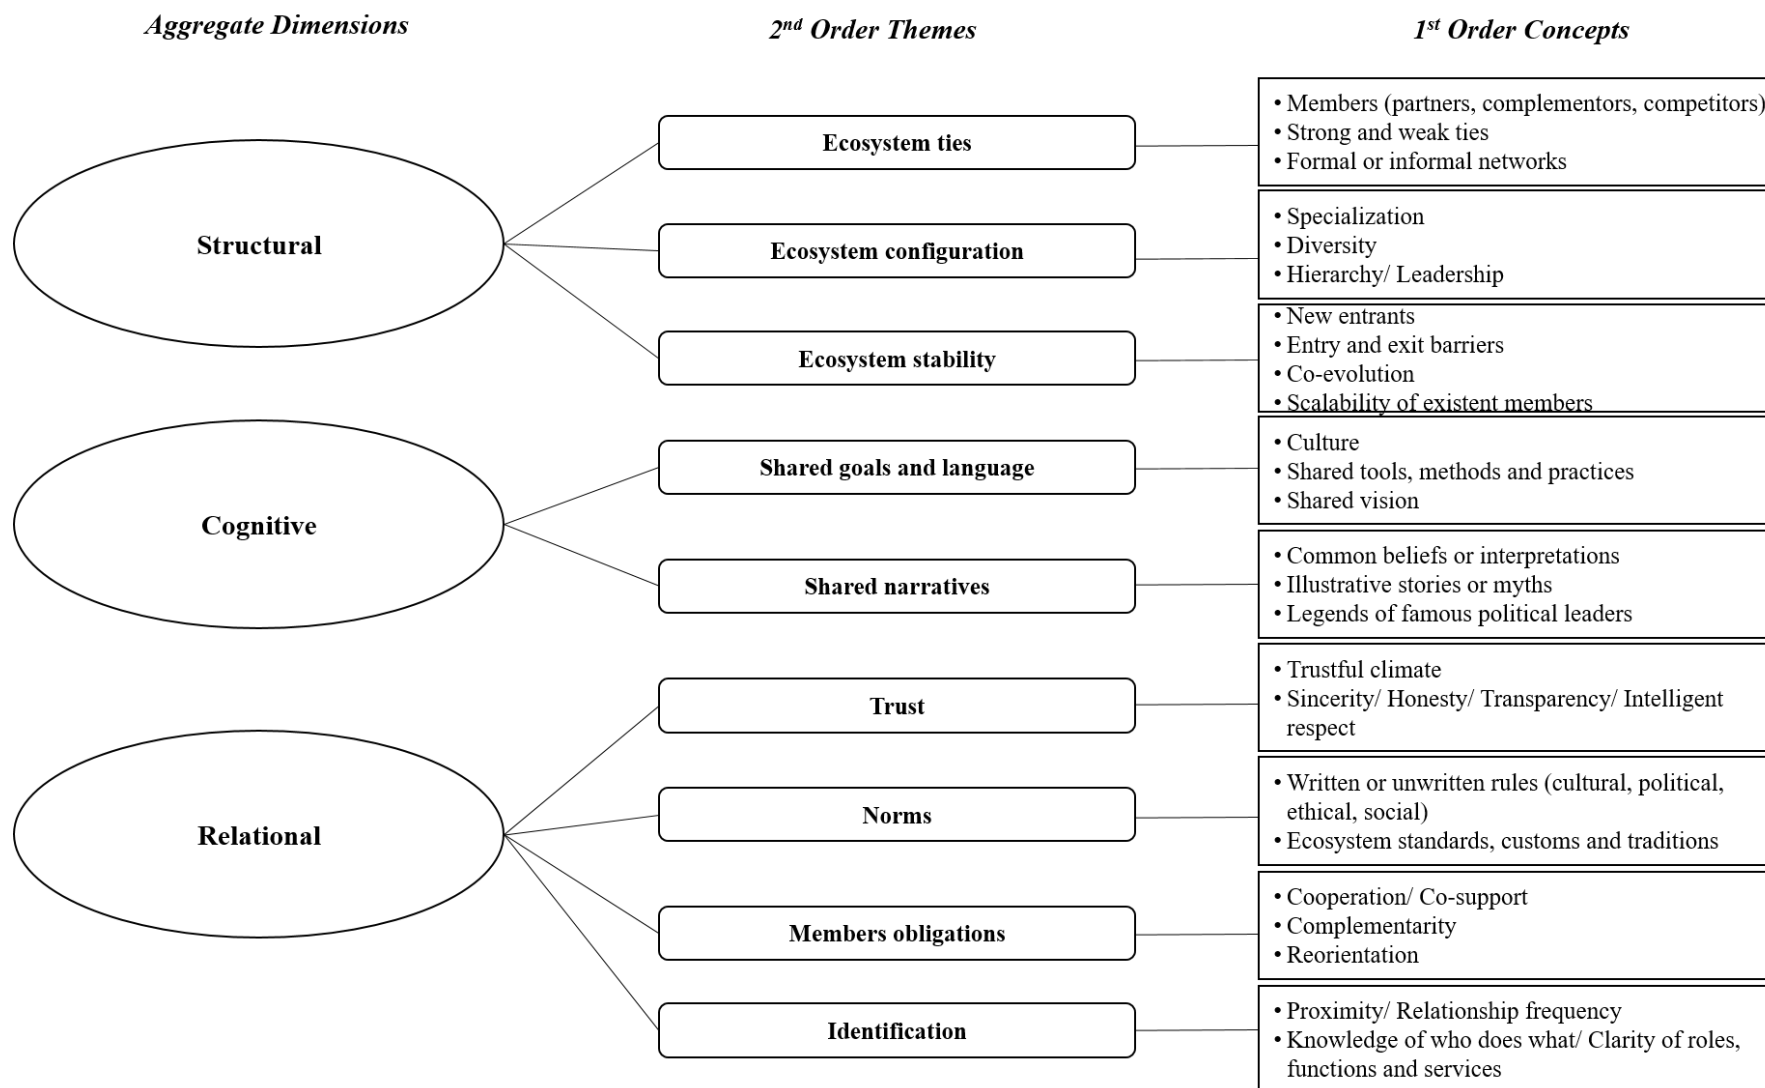 Aggregate Dimensions
2nd Order Themes
1st Order Concepts
Structural
Ecosystem ties
• Members (partners, complementors, competitors)
• Strong and weak ties
• Formal or informal networks
Ecosystem configuration
• Specialization
• Diversity
• Hierarchy/ Leadership
Ecosystem stability
• New entrants
• Entry and exit barriers
• Co-evolution
• Scalability of existent members
Cognitive
Shared goals and language
• Culture
• Shared tools, methods and practices
• Shared vision
Shared narratives
• Common beliefs or interpretations
• Illustrative stories or myths
• Legends of famous political leaders
Relational
Trust
• Trustful climate
• Sincerity/ Honesty/ Transparency/ Intelligent
respect
Norms
• Written or unwritten rules (cultural, political,
ethical, social)
• Ecosystem standards, customs and traditions
Members obligations
• Cooperation/ Co-support
• Complementarity
• Reorientation
Identification
• Proximity/ Relationship frequency
• Knowledge of who does what/ Clarity of roles,
functions and services